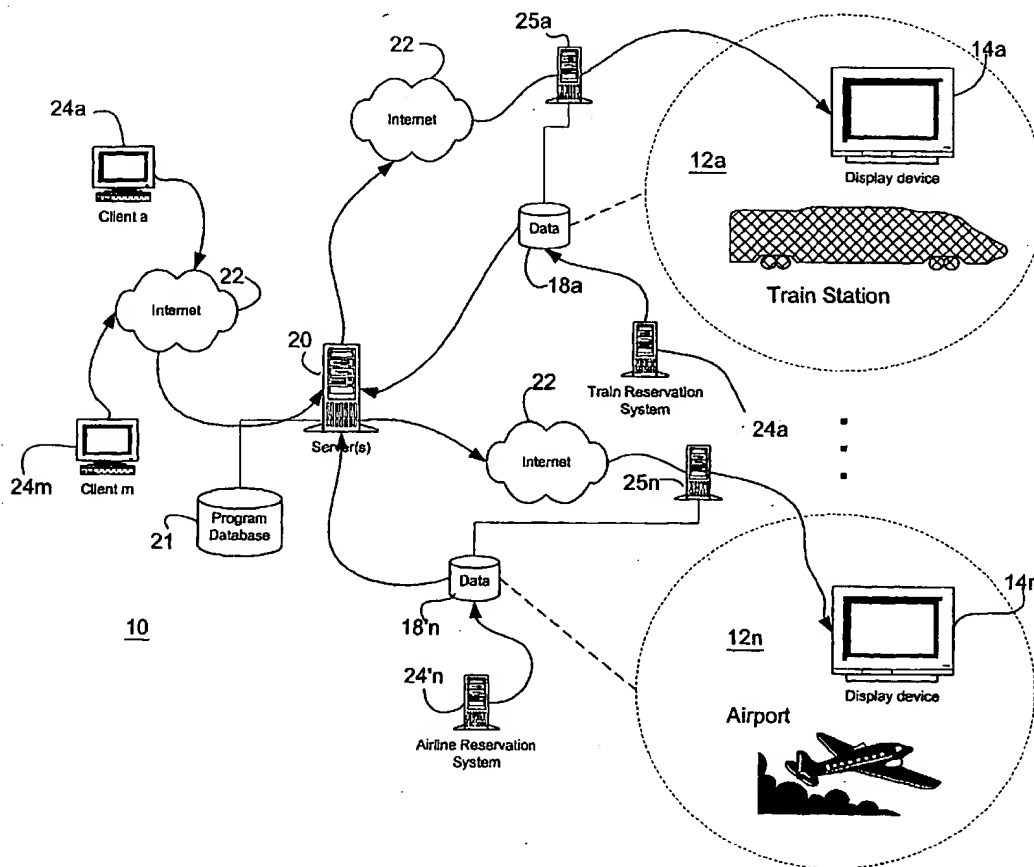 25a
22
14a
24a
Internet
12a
Display device
Client a
Data
18a
22
Internet
Train Station
20
Train Reservation
System
24a
Server(s)
22
Internet
25n
24m
Client m
21
Program
Database
Data
18'n
14n
12n
10
24'n
Display device
Airport
Airline Reservation
System